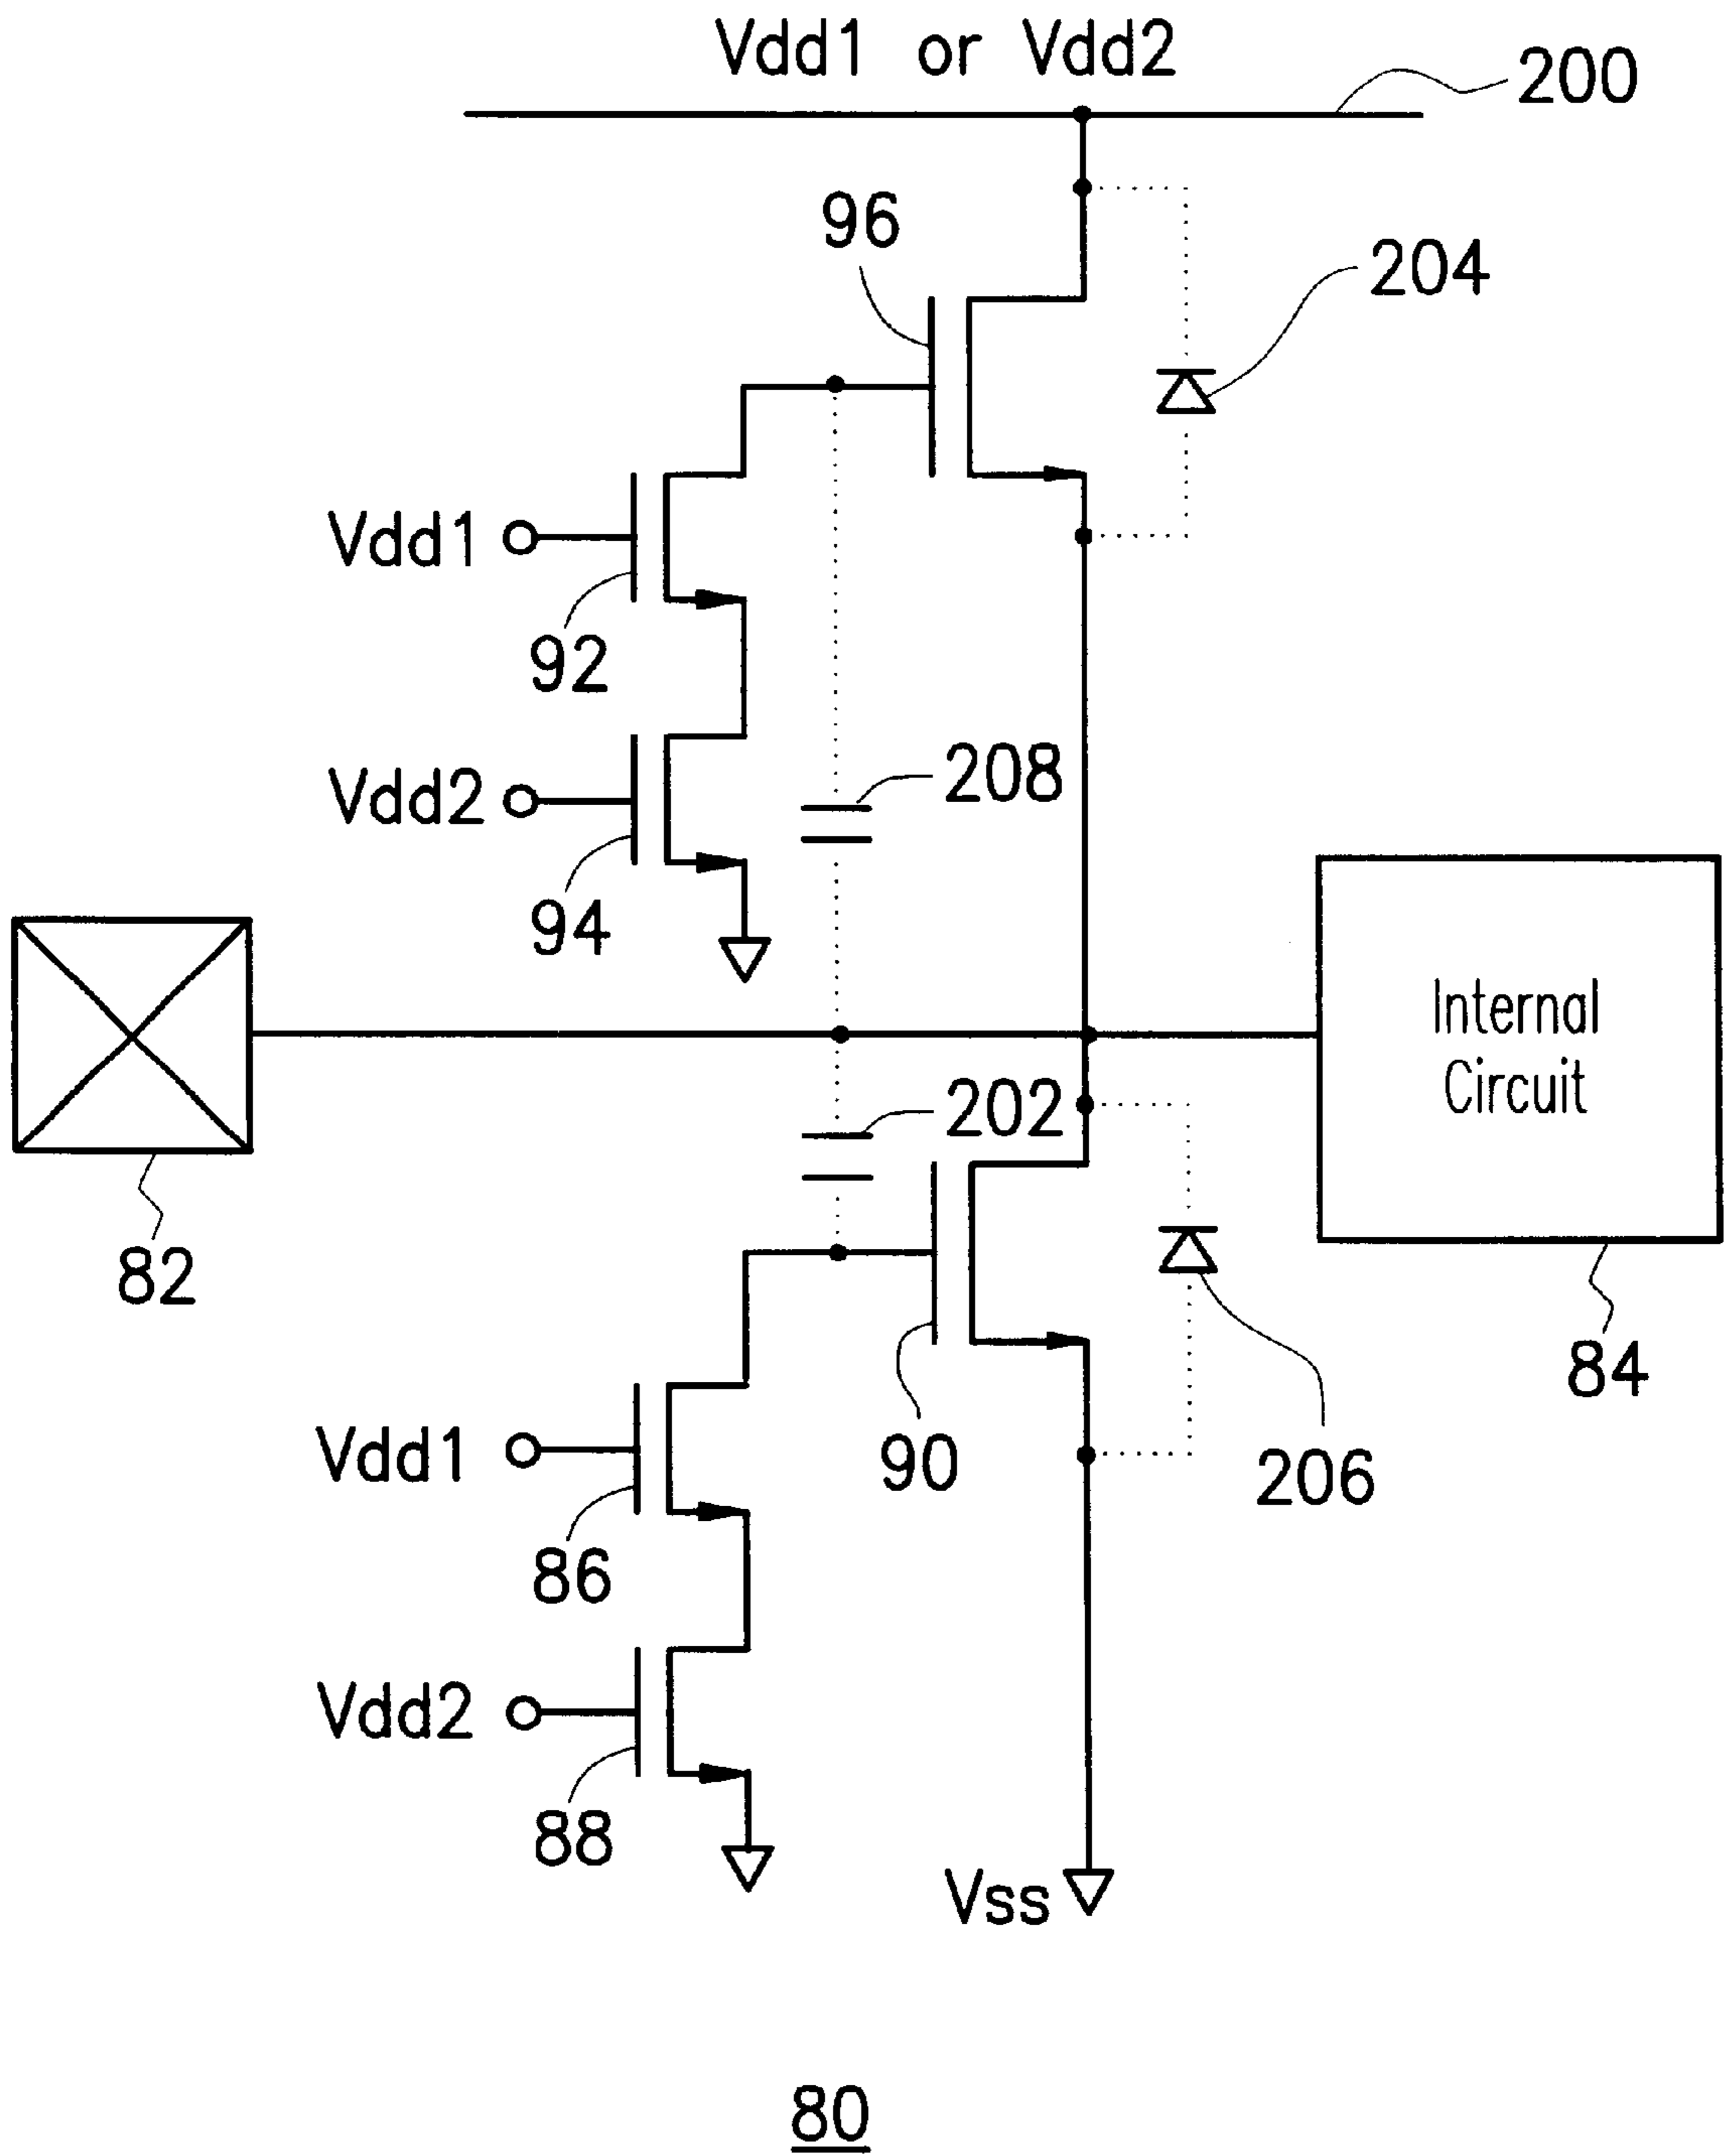 Vdd1 or Vdd2
200
96
204
Vdd1
92
Vdd2
208
94
Internal
Circuit
202
82
84
Vdd1
90
206
86
Vdd2
88
Vss
80